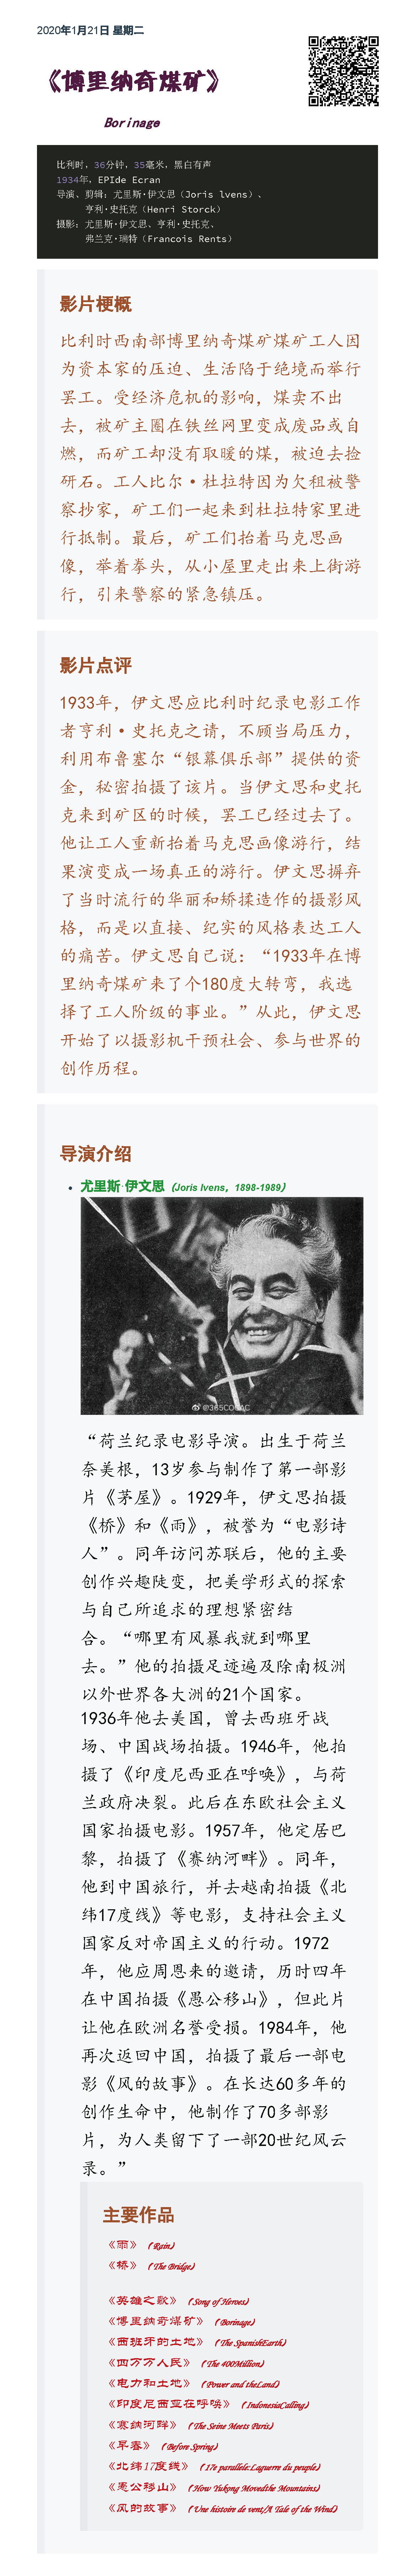 2020年1月21日 星期二
《博里纳奇煤矿》
Borinage
比利时，36分钟，35毫米，黑白有声
1934年，EPIde Ecran
导演、剪辑：尤里斯·伊文思（Joris lvens）、
亨利·史托克（Henri Storck）
摄影：尤里斯·伊文思、亨利·史托克、
弗兰克·瑞特（Francois Rents）
影片梗概
比利时西南部博里纳奇煤矿煤矿工人因
为资本家的压迫、生活陷于绝境而举行
罢工。受经济危机的影响，煤卖不出
去，被矿主圈在铁丝网里变成废品或自
燃，而矿工却没有取暖的煤，被迫去捡
研石。工人比尔·杜拉特因为欠租被警
察抄家，矿工们一起来到杜拉特家里进
行抵制。最后，矿工们抬着马克思画
像，举着拳头，从小屋里走出来上街游
行，引来警察的紧急镇压。
影片点评
1933年，伊文思应比利时纪录电影工作
者亨利·史托克之请，不顾当局压力，
利用布鲁塞尔“银幕俱乐部”提供的资
金，秘密拍摄了该片。当伊文思和史托
克来到矿区的时候，罢工已经过去了。
他让工人重新抬着马克思画像游行，结
果演变成一场真正的游行。伊文思摒弃
了当时流行的华丽和矫揉造作的摄影风
格，而是以直接、纪实的风格表达工人
的痛苦。伊文思自己说：“1933年在博
里纳奇煤矿来了个180度大转弯，我选
择了工人阶级的事业。”从此，伊文思
开始了以摄影机干预社会、参与世界的
创作历程。
导演介绍
尤里斯·伊文思（Joris Ivens，1898-1989）
@365COPAC
“荷兰纪录电影导演。出生于荷兰
奈美根，13岁参与制作了第一部影
片《茅屋》。1929年，伊文思拍摄
《桥》和《雨》，被誉为“电影诗
人”。同年访问苏联后，他的主要
创作兴趣陡变，把美学形式的探索
与自己所追求的理想紧密结
合。“哪里有风暴我就到哪里
去。”他的拍摄足迹遍及除南极洲
以外世界各大洲的21个国家。
1936年他去美国，曾去西班牙战
场、中国战场拍摄。1946年，他拍
摄了《印度尼西亚在呼唤》，与荷
兰政府决裂。此后在东欧社会主义
国家拍摄电影。1957年，他定居巴
黎，拍摄了《赛纳河畔》。同年，
他到中国旅行，并去越南拍摄《北
纬17度线》等电影，支持社会主义
国家反对帝国主义的行动。1972
年，他应周恩来的邀请，历时四年
在中国拍摄《愚公移山》，但此片
让他在欧洲名誉受损。1984年，他
再次返回中国，拍摄了最后一部电
影《风的故事》。在长达60多年的
创作生命中，他制作了70多部影
片，为人类留下了一部20世纪风云
录。”
主要作品
《雨》（Rain）
《桥》（The Bridge）
《英雄之歌》（Song of Heroes）
《博里纳奇煤矿》（Borinage）
《西班牙的土地》（The SpanishEarth）
《四万万人民》（The 400Million）
《电力和土地》（Power and theLand）
《印度尼西亚在呼唤》（IndonesiaCalling）
《赛纳河畔》（The Seine Meets Paris）
《早春》（Before Spring）
《北纬17度线》（17e parallele:Laguerre du peuple）
《愚公移山》（How Yukong Movedthe Mountains）
《风的故事》（Une histoire de vent/A Tale of the Wind）